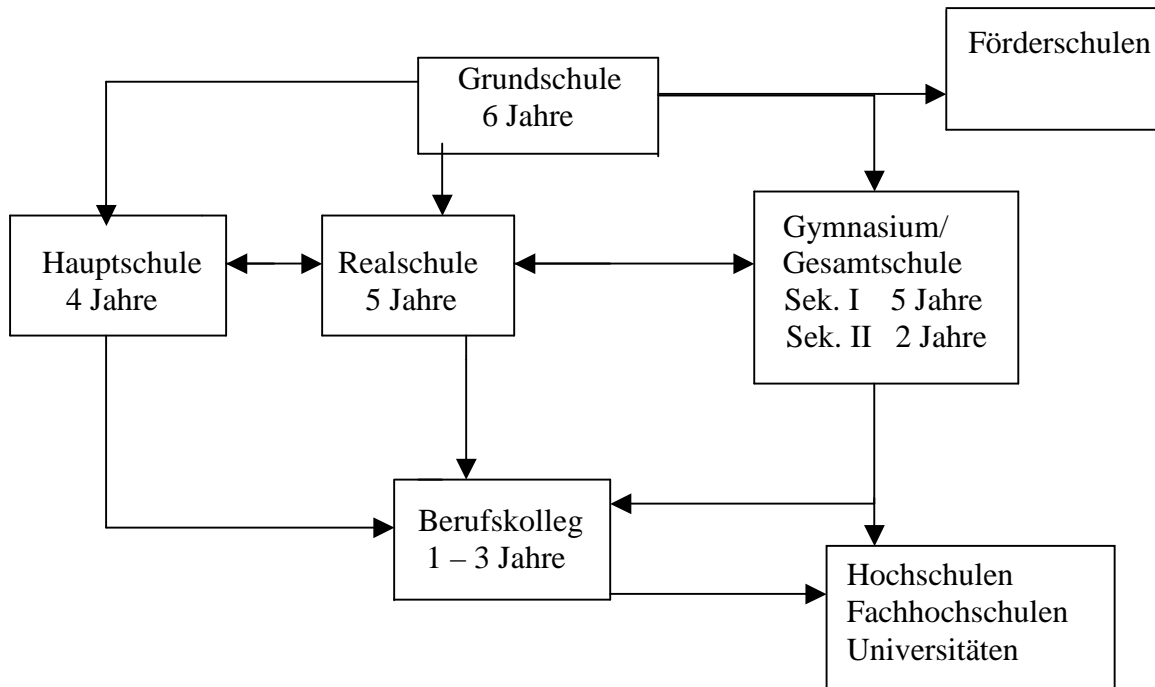 Förderschulen
Grundschule
6 Jahre
Hauptschule
4 Jahre
Realschule
5 Jahre
Gymnasium/
Gesamtschule
Sek. I 5 Jahre
Sek. II 2 Jahre
Berufskolleg
1 – 3 Jahre
Hochschulen
Fachhochschulen
Universitäten